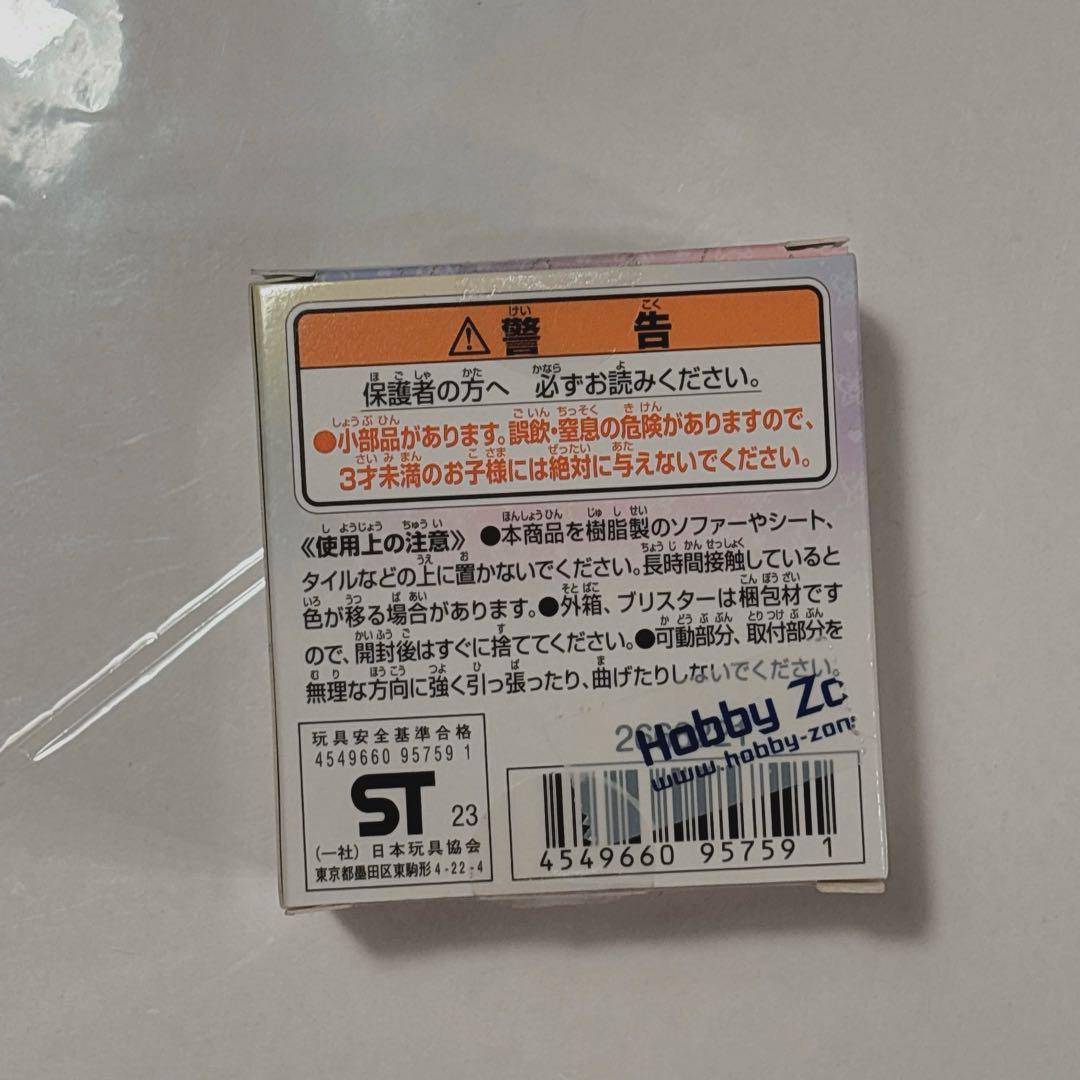 ⚠警告
保護者の方へ 必ずお読みください。
●小部品があります。誤飲・窒息の危険がありますので、
3才未満のお子様には絶対に与えないでください。
《使用上の注意》●本商品を樹脂製のソファーやシート、
タイルなどの上に置かないでください。長時間接触していると
色が移る場合があります。●外箱、ブリスターは梱包材です
ので、開封後はすぐに捨ててください。●可動部分、取付部分を
無理な方向に強く引っ張ったり、曲げたりしないでください。
Hobby Zo
www.hobby-zone
玩具安全基準合格
4549660 95759 1
ST 23
(一社) 日本玩具協会
東京都墨田区東駒形4-22-4
4549660 957591